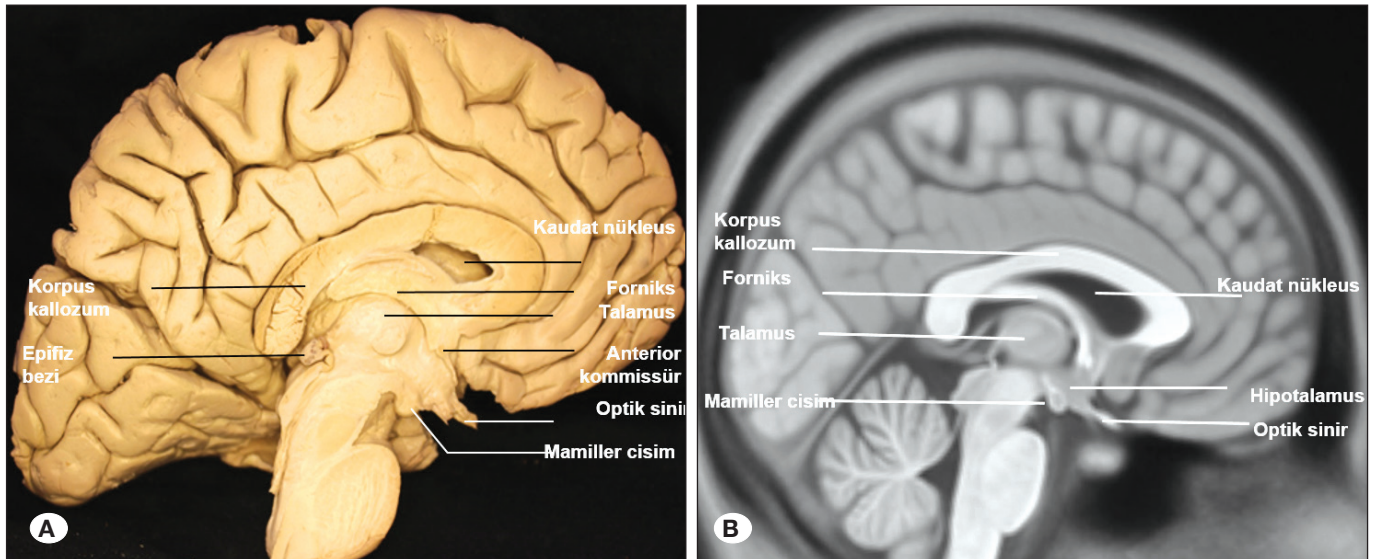 Kaudat nükleus
Korpus
kallozum
Forniks
Talamus
Epifiz
bezi
Anterior
kommissür
Optik sinir
Mamiller cisim
A
Korpus
kallozum
Forniks
Kaudat nükleus
Talamus
Mamiller cisim
Hipotalamus
Optik sinir
B